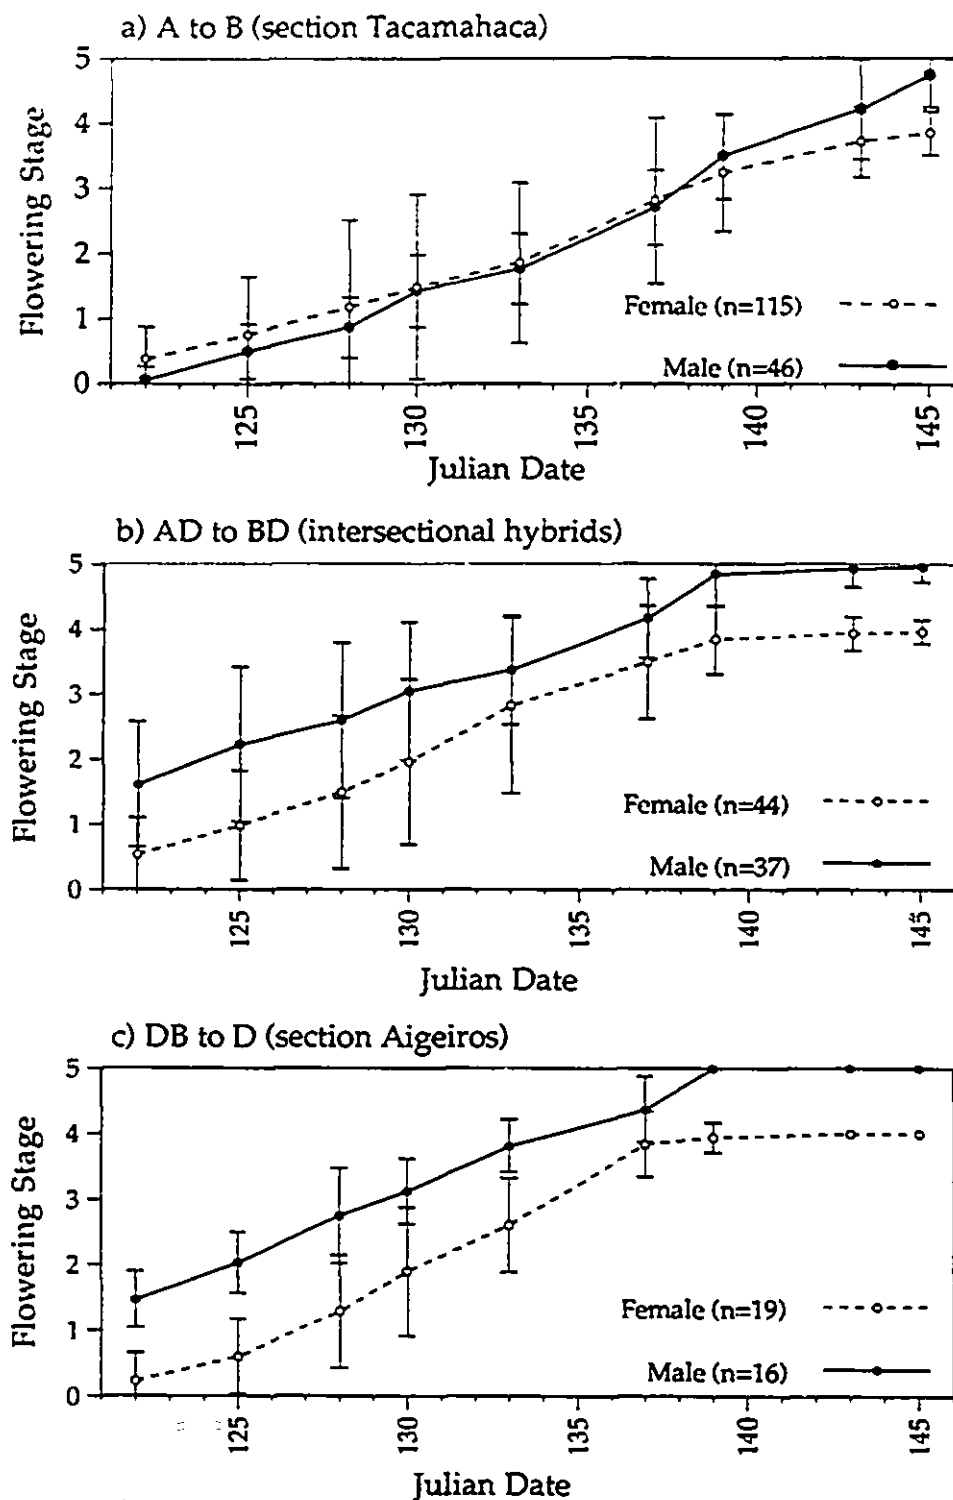 a) A to B (section Tacamahaca)
5
4
3
2
1
0
Flowering Stage
Female (n=115)
Male (n=46)
125
130
135
140
145
Julian Date
b) AD to BD (intersectional hybrids)
5
4
3
2
1
0
Flowering Stage
Female (n=44)
Male (n=37)
125
130
135
140
145
Julian Date
c) DB to D (section Aigeiros)
5
4
3
2
1
0
Flowering Stage
Female (n=19)
Male (n=16)
125
130
135
140
145
Julian Date